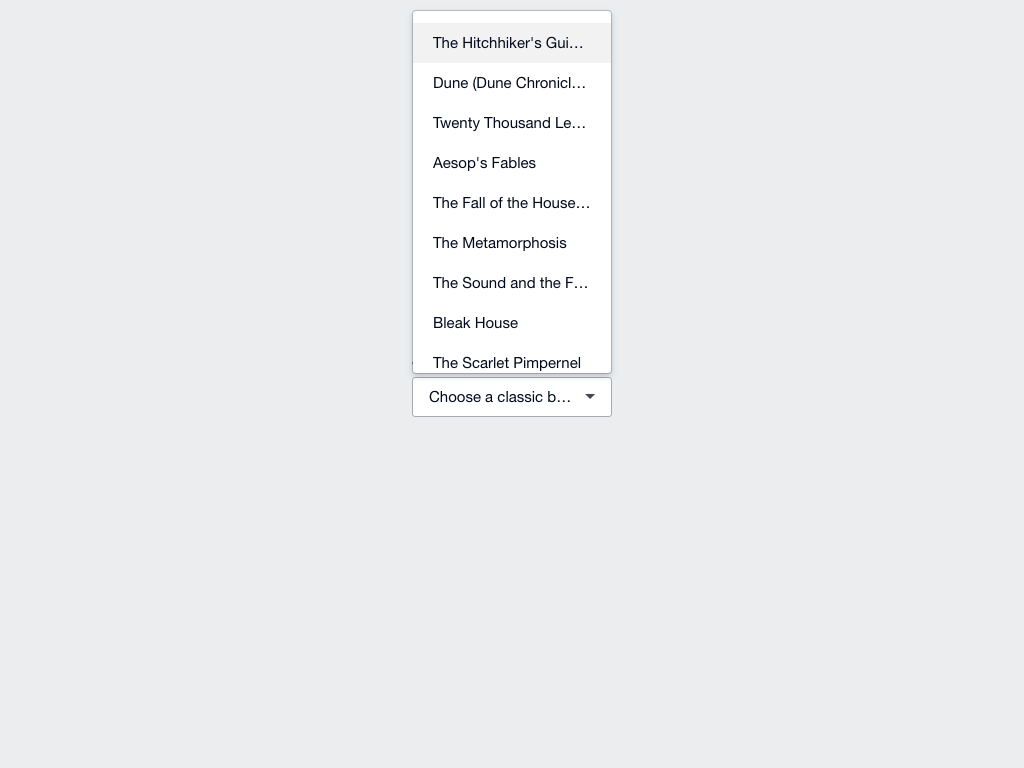 The Hitchhiker's Gui…
Dune (Dune Chronicl…
Twenty Thousand Le…
Aesop's Fables
The Fall of the House…
The Metamorphosis
The Sound and the F…
Bleak House
The Scarlet Pimpernel
Choose a classic b…